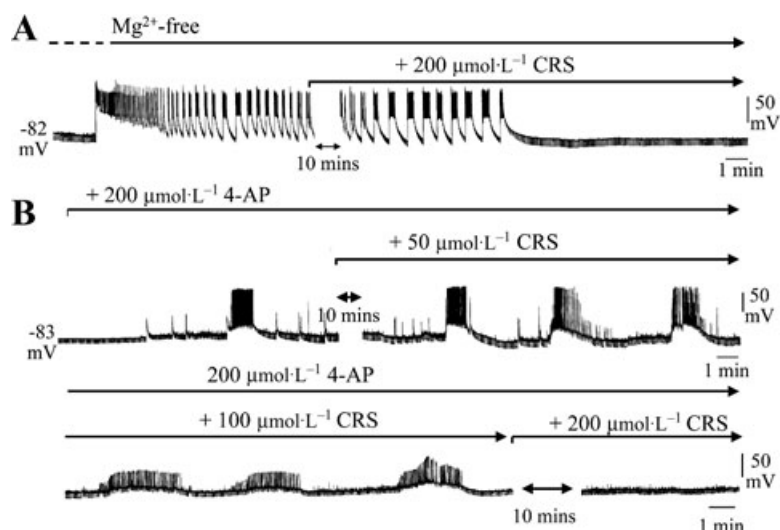 A
Mg²⁺-free
+ 200 µmol·L⁻¹ CRS
50
mV
-82
mV
10 mins
1 min
+ 200 µmol·L⁻¹ 4-AP
B
+ 50 µmol·L⁻¹ CRS
10 mins
50
mV
-83
mV
1 min
200 µmol·L⁻¹ 4-AP
+ 100 µmol·L⁻¹ CRS
+ 200 µmol·L⁻¹ CRS
50
mV
10 mins
1 min